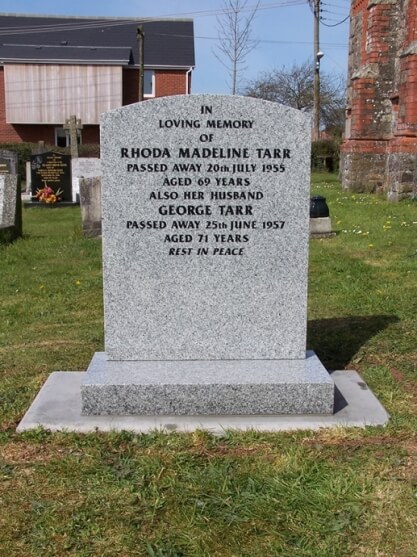 IN
LOVING MEMORY
OF
RHODA MADELINE TARR
PASSED AWAY 20th JULY 1955
AGED 69 YEARS
ALSO HER HUSBAND
GEORGE TARR
PASSED AWAY 25th JUNE 1957
AGED 71 YEARS
REST IN PEACE